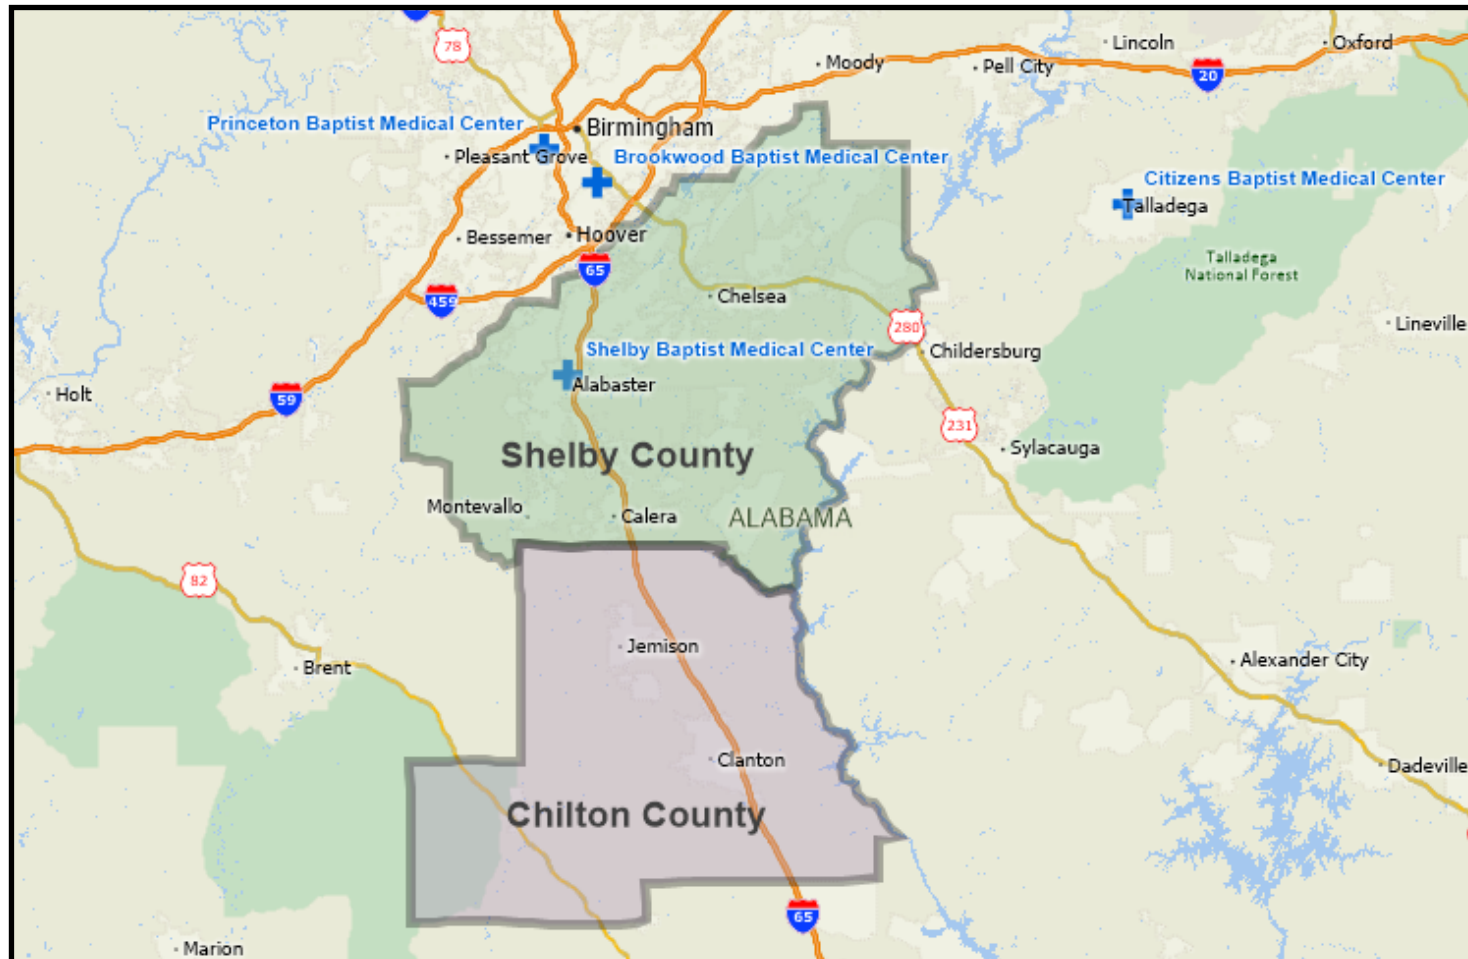 78
Lincoln
Oxford
Moody
Pell City
20
Princeton Baptist Medical Center
Birmingham
Pleasant Grove
Brookwood Baptist Medical Center
Citizens Baptist Medical Center
Talladega
Bessemer
Hoover
65
Talladega
National Forest
459
Chelsea
280
Lineville
Shelby Baptist Medical Center
Childersburg
Alabaster
Holt
59
231
Shelby County
Sylacauga
Montevallo
Calera
ALABAMA
82
Jemison
Brent
Alexander City
Clanton
Dadeville
Chilton County
65
Marion